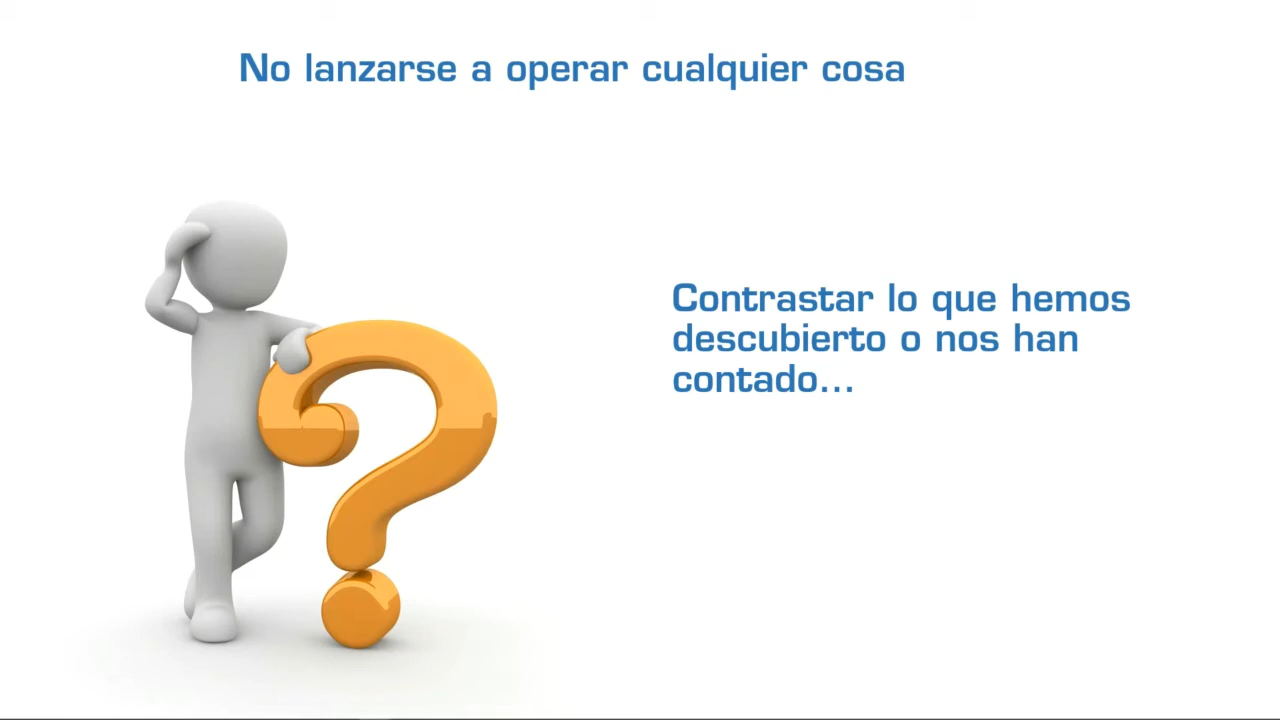 No lanzarse a operar cualquier cosa
Contrastar lo que hemos
descubierto o nos han
contado...